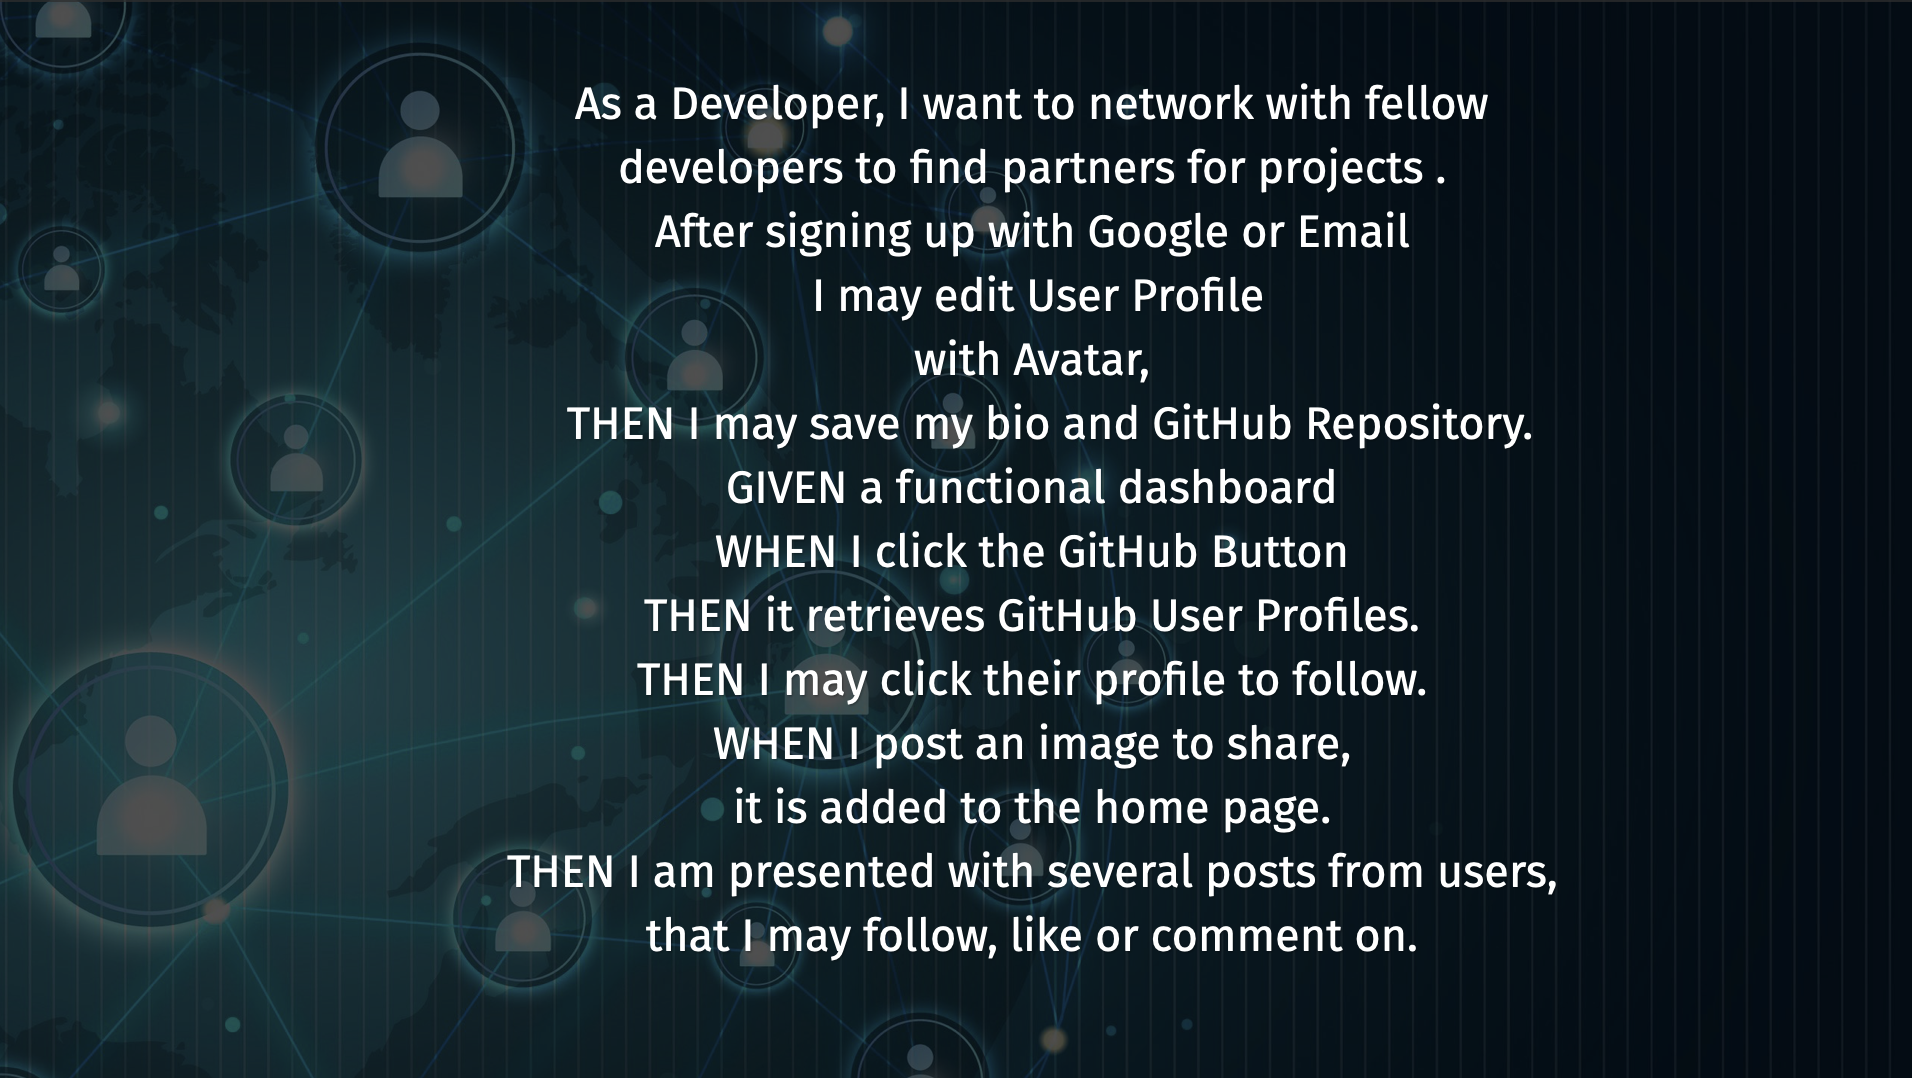 As a Developer, I want to network with fellow
developers to find partners for projects .
After signing up with Google or Email
I may edit User Profile
with Avatar,
THEN I may save my bio and GitHub Repository.
GIVEN a functional dashboard
WHEN I click the GitHub Button
THEN it retrieves GitHub User Profiles.
THEN I may click their profile to follow.
WHEN I post an image to share,
it is added to the home page.
THEN I am presented with several posts from users,
that I may follow, like or comment on.